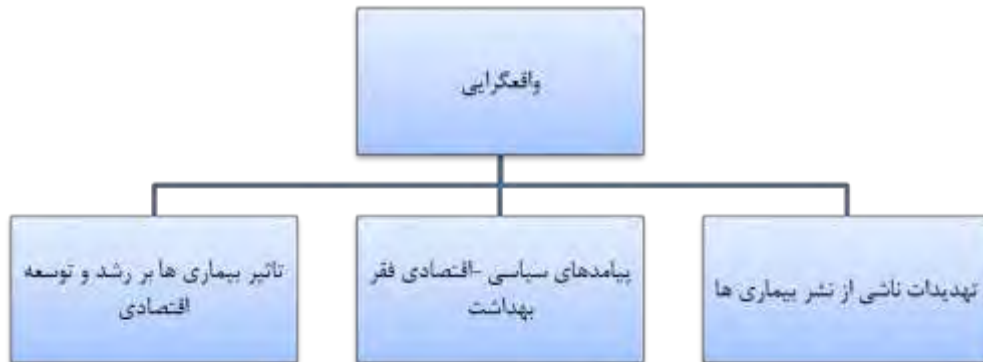 واقعگرایی
تهدیدات ناشی از نشر بیماری ها
پیامدهای سیاسی -اقتصادی فقر
بهداشت
تاثیر بیماری ها بر رشد و توسعه
اقتصادی